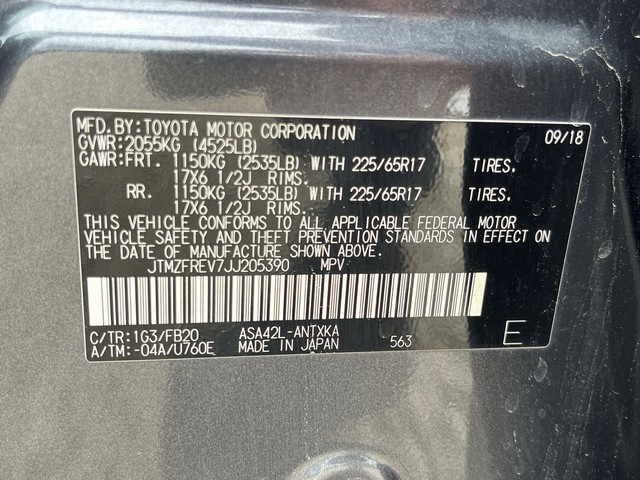 MFD.BY:TOYOTA MOTOR CORPORATION 09/18
GVWR:2055KG (4525LB)
GAWR:FRT. 1150KG (2535LB) WITH 225/65R17 TIRES.
17X6 1/2J RIMS.
RR. 1150KG (2535LB) WITH 225/65R17 TIRES.
17X6 1/2J RIMS.
THIS VEHICLE CONFORMS TO ALL APPLICABLE FEDERAL MOTOR
VEHICLE SAFETY AND THEFT PREVENTION STANDARDS IN EFFECT ON
THE DATE OF MANUFACTURE SHOWN ABOVE.
JTMZFREV7JJ205390 MPV
C/TR:1G3/FB20 ASA42L-ANTXKA
A/TM:-04A/U760E MADE IN JAPAN 563 E